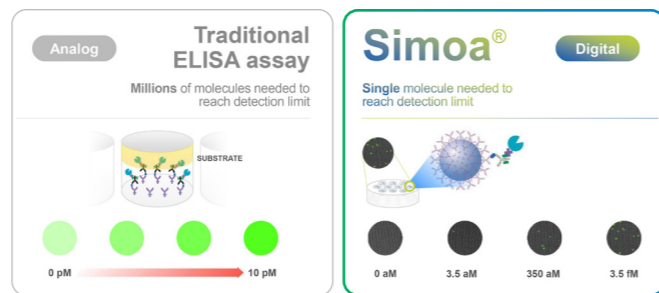 Analog
Traditional
ELISA assay
Millions of molecules needed to
reach detection limit
SUBSTRATE
0 pM
10 pM
Simoa®
Digital
Single molecule needed to
reach detection limit
0 aM
3.5 aM
350 aM
3.5 fM